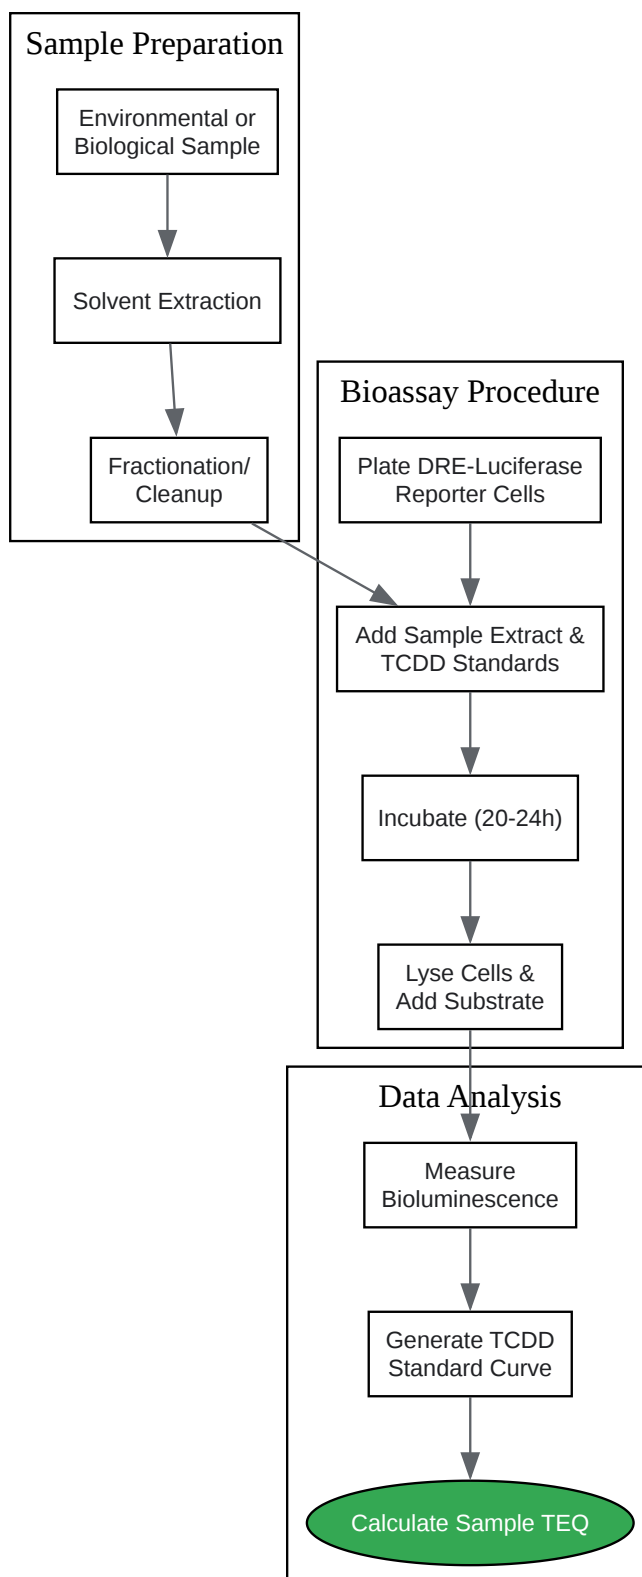 Sample Preparation
Environmental or
Biological Sample
Solvent Extraction
Fractionation/
Cleanup
Bioassay Procedure
Plate DRE-Luciferase
Reporter Cells
Add Sample Extract &
TCDD Standards
Incubate (20-24h)
Lyse Cells &
Add Substrate
Data Analysis
Measure
Bioluminescence
Generate TCDD
Standard Curve
Calculate Sample TEQ